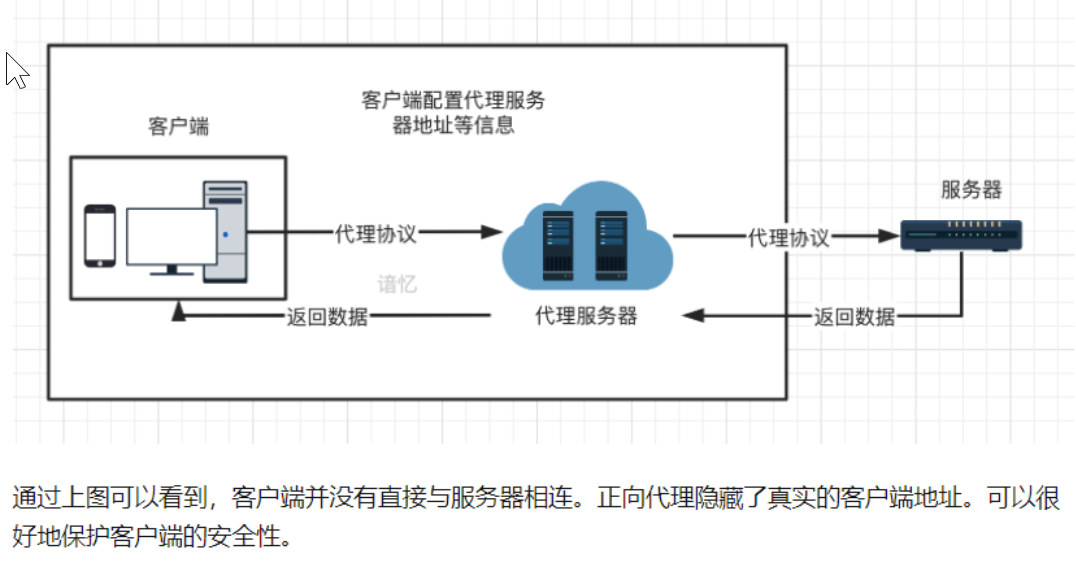 客户端配置代理服务
器地址等信息
客户端
服务器
代理协议
代理协议
谙忆
返回数据
代理服务器
返回数据
通过上图可以看到，客户端并没有直接与服务器相连。正向代理隐藏了真实的客户端地址。可以很
好地保护客户端的安全性。